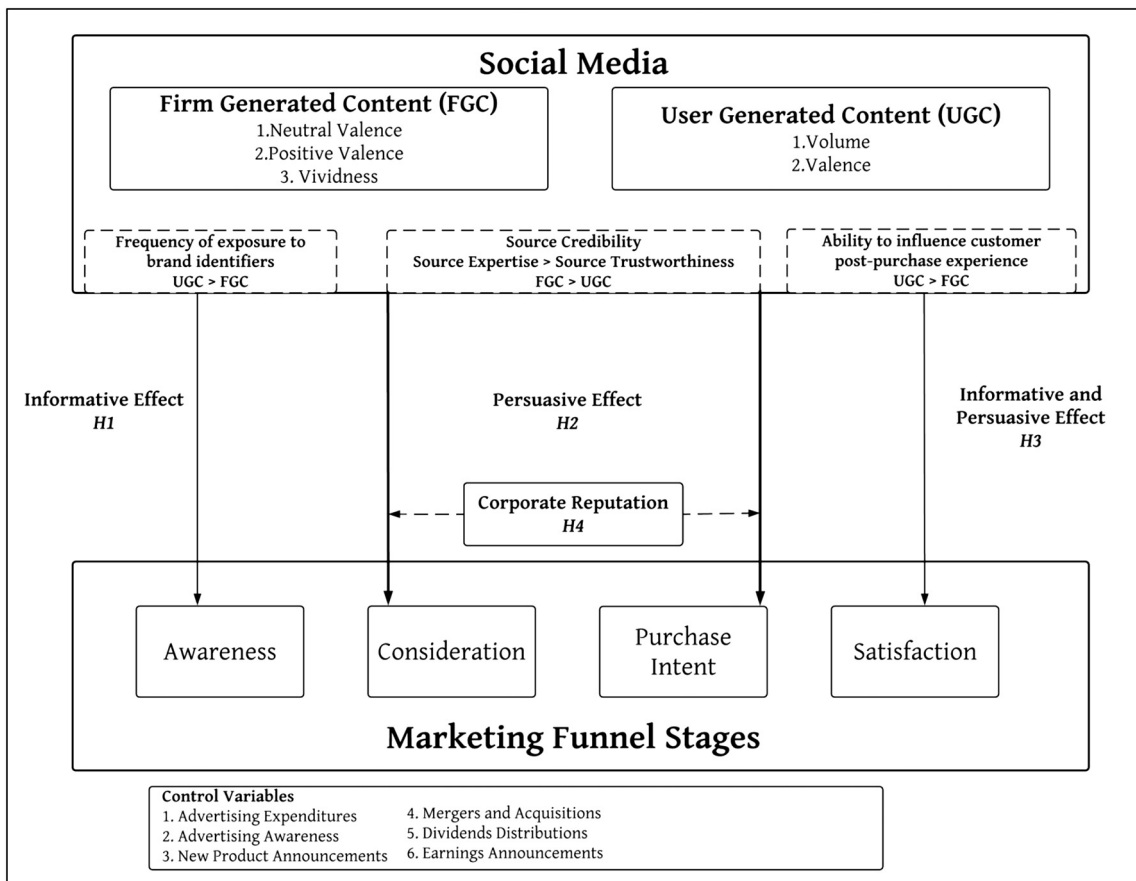 Social Media
Firm Generated Content (FGC)
1.Neutral Valence
2.Positive Valence
3. Vividness
User Generated Content (UGC)
1.Volume
2.Valence
Frequency of exposure to
brand identifiers
UGC > FGC
Source Credibility
Source Expertise > Source Trustworthiness
FGC > UGC
Ability to influence customer
post-purchase experience
UGC > FGC
Informative Effect
H1
Persuasive Effect
H2
Informative and
Persuasive Effect
H3
Corporate Reputation
H4
Awareness
Consideration
Purchase
Intent
Satisfaction
Marketing Funnel Stages
Control Variables
1. Advertising Expenditures
2. Advertising Awareness
3. New Product Announcements
4. Mergers and Acquisitions
5. Dividends Distributions
6. Earnings Announcements